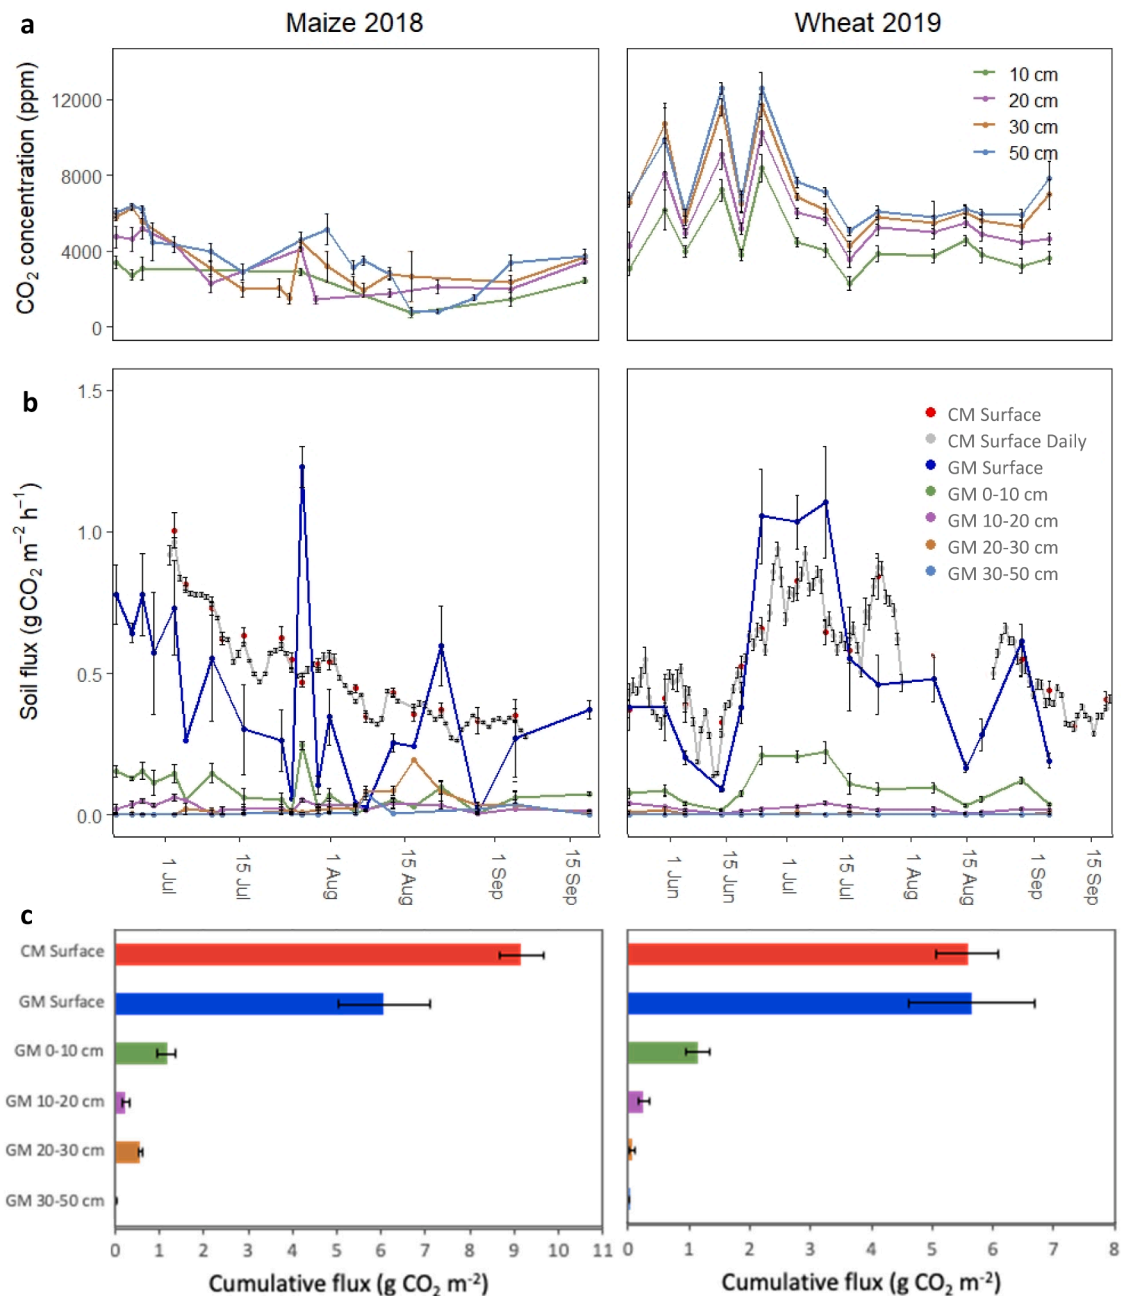 a
Maize 2018
Wheat 2019
CO2 concentration (ppm)
12000
8000
4000
0
10 cm
20 cm
30 cm
50 cm
b
Soil flux (g CO2 m−2 h−1)
1.5
1.0
0.5
0.0
CM Surface
CM Surface Daily
GM Surface
GM 0-10 cm
GM 10-20 cm
GM 20-30 cm
GM 30-50 cm
1 Jul
15 Jul
1 Aug
15 Aug
1 Sep
15 Sep
1 Jun
15 Jun
1 Jul
15 Jul
1 Aug
15 Aug
1 Sep
15 Sep
c
CM Surface
GM Surface
GM 0-10 cm
GM 10-20 cm
GM 20-30 cm
GM 30-50 cm
0 1 2 3 4 5 6 7 8 9 10 11
0 1 2 3 4 5 6 7 8
Cumulative flux (g CO2 m-2)
Cumulative flux (g CO2 m-2)